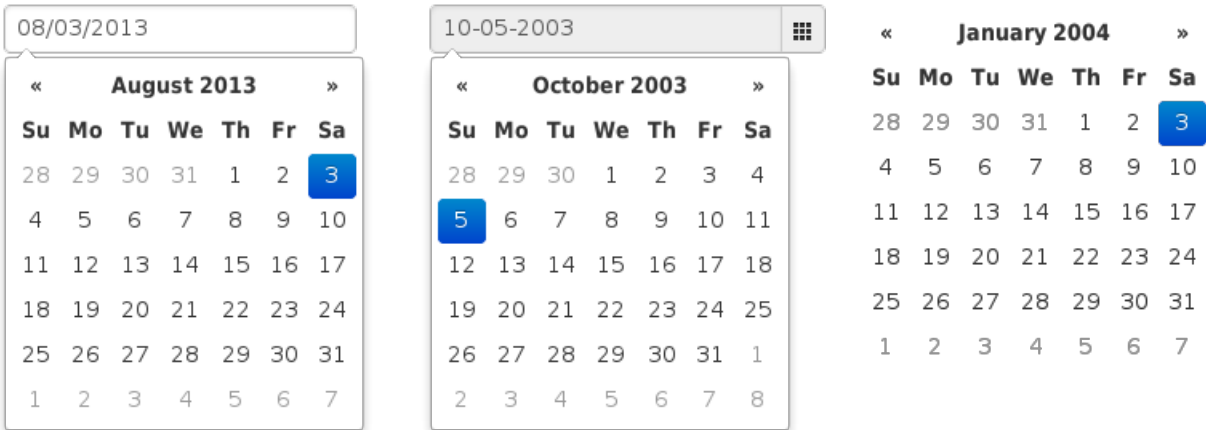 08/03/2013
« August 2013 »
Su Mo Tu We Th Fr Sa
28 29 30 31 1 2 3
4 5 6 7 8 9 10
11 12 13 14 15 16 17
18 19 20 21 22 23 24
25 26 27 28 29 30 31
1 2 3 4 5 6 7
10-05-2003
« October 2003 »
Su Mo Tu We Th Fr Sa
28 29 30 1 2 3 4
5 6 7 8 9 10 11
12 13 14 15 16 17 18
19 20 21 22 23 24 25
26 27 28 29 30 31 1
2 3 4 5 6 7 8
« January 2004 »
Su Mo Tu We Th Fr Sa
28 29 30 31 1 2 3
4 5 6 7 8 9 10
11 12 13 14 15 16 17
18 19 20 21 22 23 24
25 26 27 28 29 30 31
1 2 3 4 5 6 7